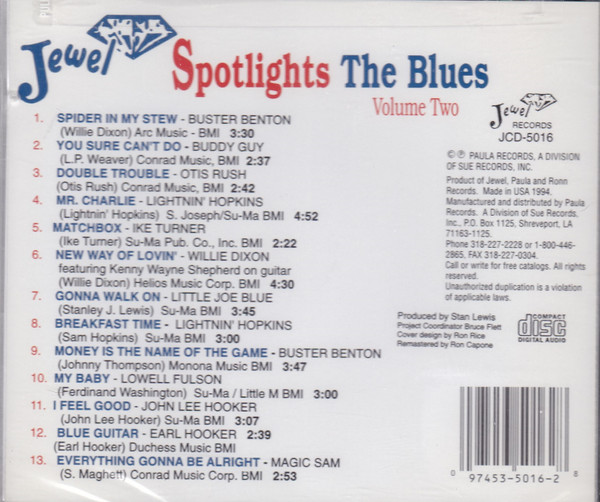 Jewel
Spotlights The Blues
Volume Two
1. SPIDER IN MY STEW - BUSTER BENTON
(Willie Dixon) Arc Music - BMI 3:30
2. YOU SURE CAN'T DO - BUDDY GUY
(L.P. Weaver) Conrad Music, BMI 2:37
3. DOUBLE TROUBLE - OTIS RUSH
(Otis Rush) Conrad Music, BMI 2:42
4. MR. CHARLIE - LIGHTNIN' HOPKINS
(Lightnin' Hopkins) S. Joseph/Su-Ma BMI 4:52
5. MATCHBOX - IKE TURNER
(Ike Turner) Su-Ma Pub. Co., Inc. BMI 2:22
6. NEW WAY OF LOVIN' - WILLIE DIXON
featuring Kenny Wayne Shepherd on guitar
(Willie Dixon) Helios Music Corp. BMI 4:30
7. GONNA WALK ON - LITTLE JOE BLUE
(Stanley J. Lewis) Su-Ma BMI 3:45
8. BREAKFAST TIME - LIGHTNIN' HOPKINS
(Sam Hopkins) Su-Ma BMI 3:00
9. MONEY IS THE NAME OF THE GAME - BUSTER BENTON
(Johnny Thompson) Monona Music BMI 3:47
10. MY BABY - LOWELL FULSON
(Ferdinand Washington) Su-Ma / Little M BMI 3:00
11. I FEEL GOOD - JOHN LEE HOOKER
(John Lee Hooker) Su-Ma BMI 3:07
12. BLUE GUITAR - EARL HOOKER 2:39
(Earl Hooker) Duchess Music BMI
13. EVERYTHING GONNA BE ALRIGHT - MAGIC SAM
(S. Maghett) Conrad Music Corp. BMI 2:53
Jewel
RECORDS
JCD-5016
© ℗ PAULA RECORDS, A DIVISION
OF SUE RECORDS, INC.
Product of Jewel, Paula and Ronn
Records. Made in USA 1994.
Manufactured and distributed by Paula
Records. A Division of Sue Records,
Inc., P.O. Box 1125, Shreveport, LA
71163-1125.
Phone 318-227-2228 or 1-800-446-
2865, FAX 318-227-0304.
Call or write for free catalogs. All rights
reserved.
Unauthorized duplication is a violation
of applicable laws.
Produced by Stan Lewis
Project Coordinator Bruce Flett
Cover design by Ron Rice
Remastered by Ron Capone
COMPACT
disc
DIGITAL AUDIO
0 97453-5016-2 8